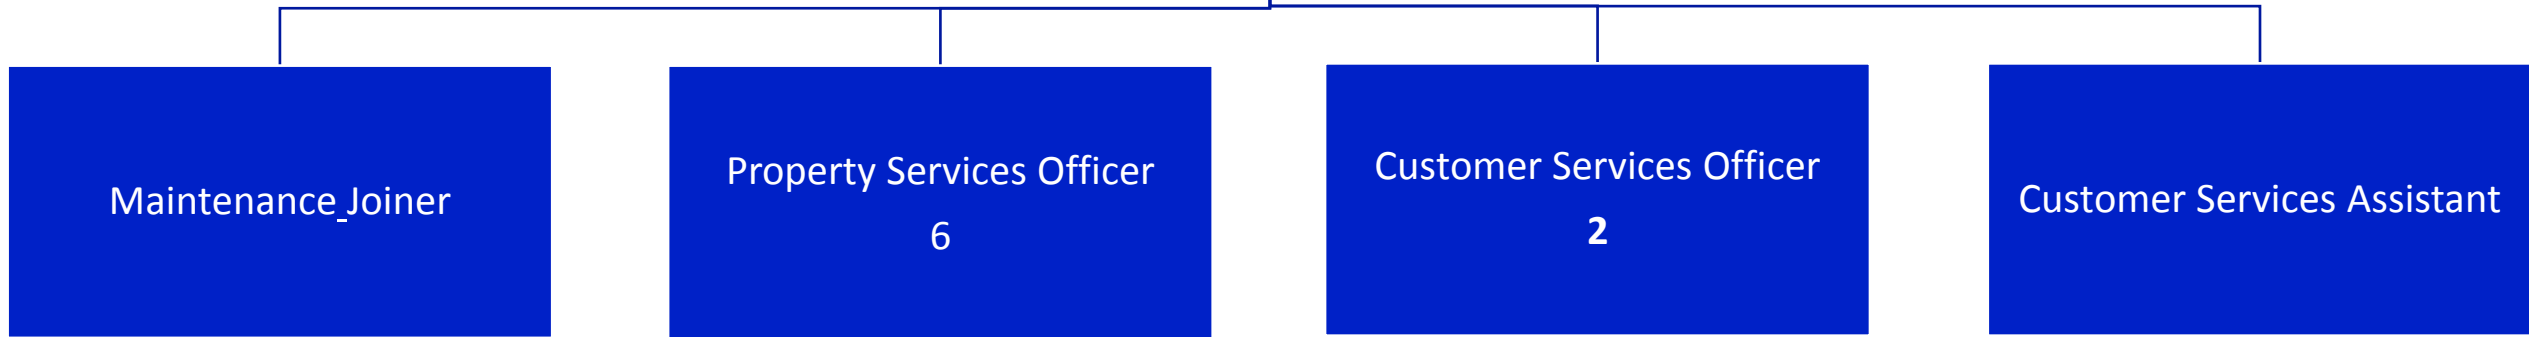 Maintenance Joiner
Property Services Officer
6
Customer Services Officer
2
Customer Services Assistant